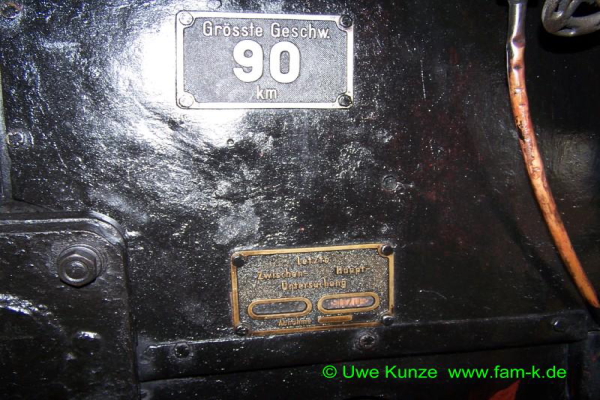 Grösste Geschw.
90
km
Letzte
Zwischen- Haupt-
Untersuchung
© Uwe Kunze www.fam-k.de